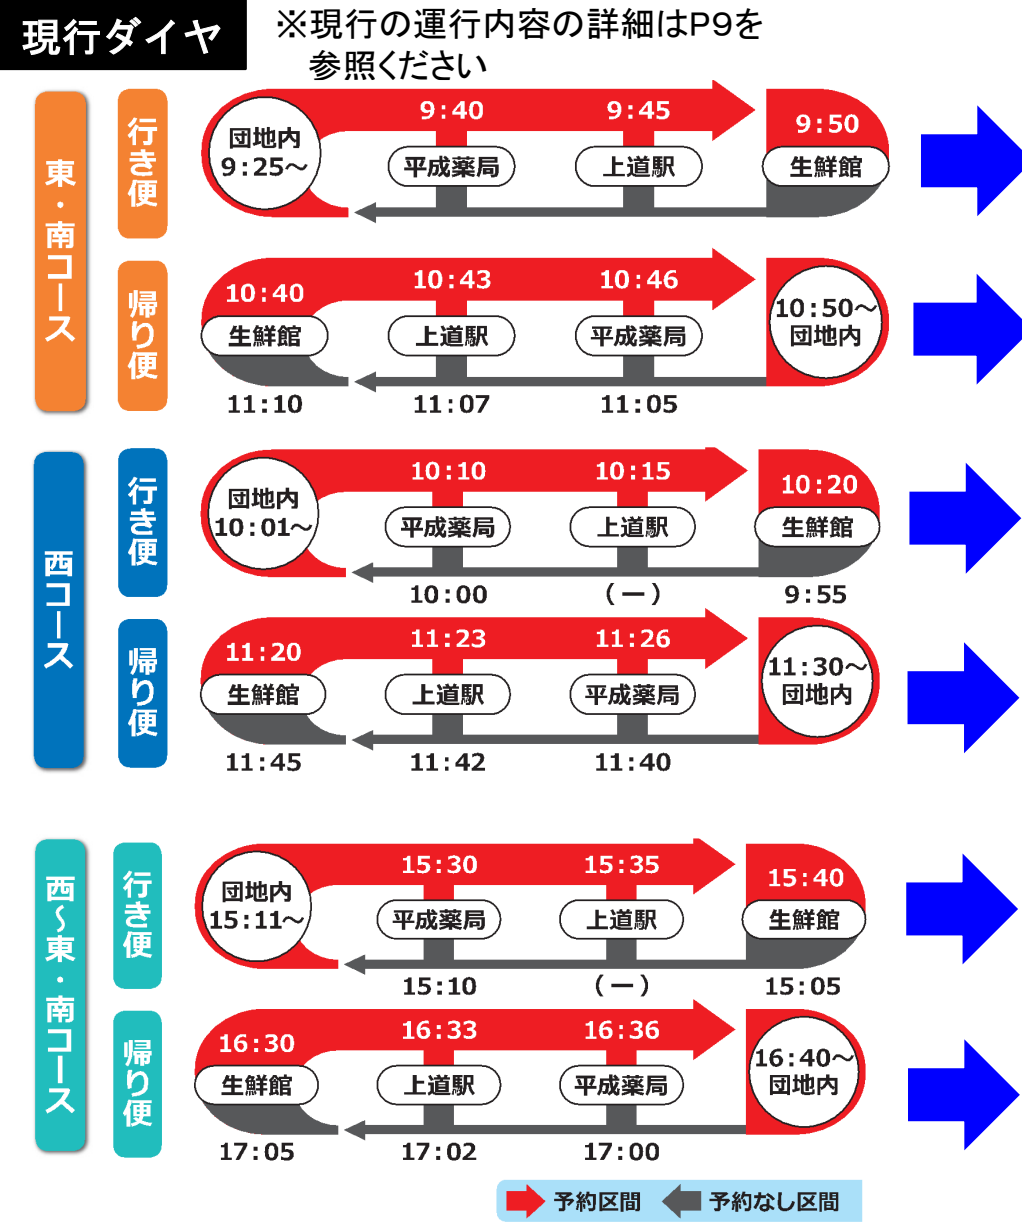 現行ダイヤ
※現行の運行内容の詳細はP9を
参照ください
東・南コース
行き便
団地内
9:25～
9:40
9:45
9:50
平成薬局
上道駅
生鮮館
帰り便
10:40
10:43
10:46
10:50～
団地内
生鮮館
上道駅
平成薬局
11:10
11:07
11:05
西コース
行き便
団地内
10:01～
10:10
10:15
10:20
平成薬局
上道駅
生鮮館
10:00
(ー)
9:55
帰り便
11:20
11:23
11:26
11:30～
団地内
生鮮館
上道駅
平成薬局
11:45
11:42
11:40
西～東・南コース
行き便
団地内
15:11～
15:30
15:35
15:40
平成薬局
上道駅
生鮮館
15:10
(ー)
15:05
帰り便
16:30
16:33
16:36
16:40～
団地内
生鮮館
上道駅
平成薬局
17:05
17:02
17:00
予約区間
予約なし区間